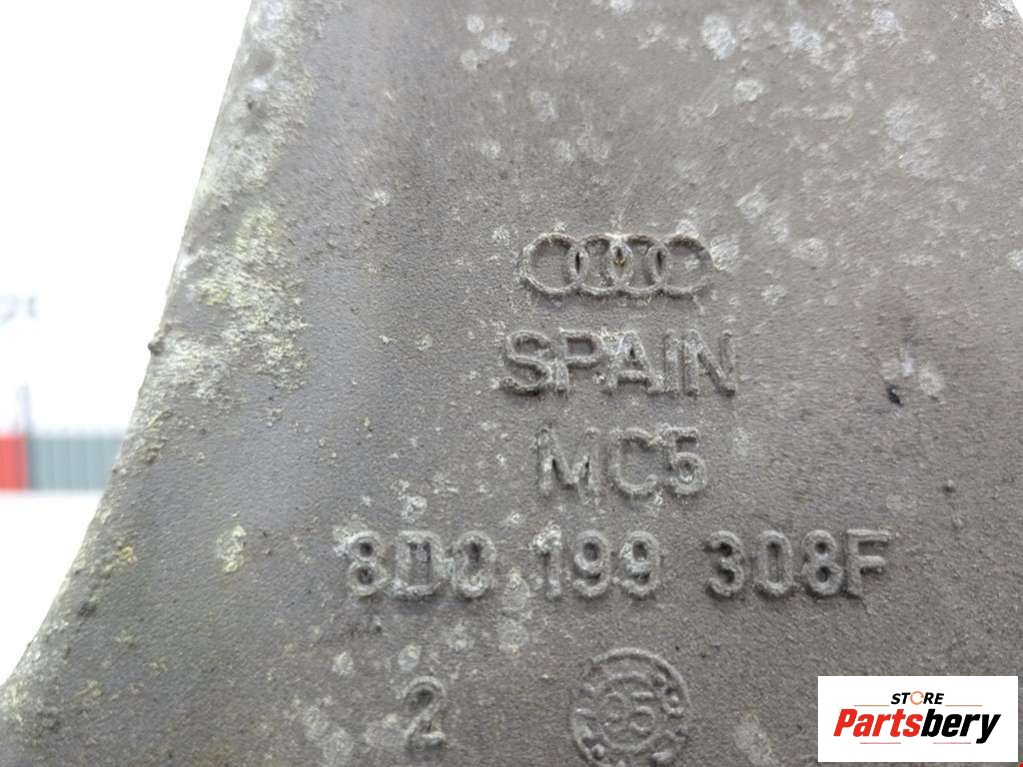 SPAIN
MC5
8D0 199 308F
2
STORE
Partsbery